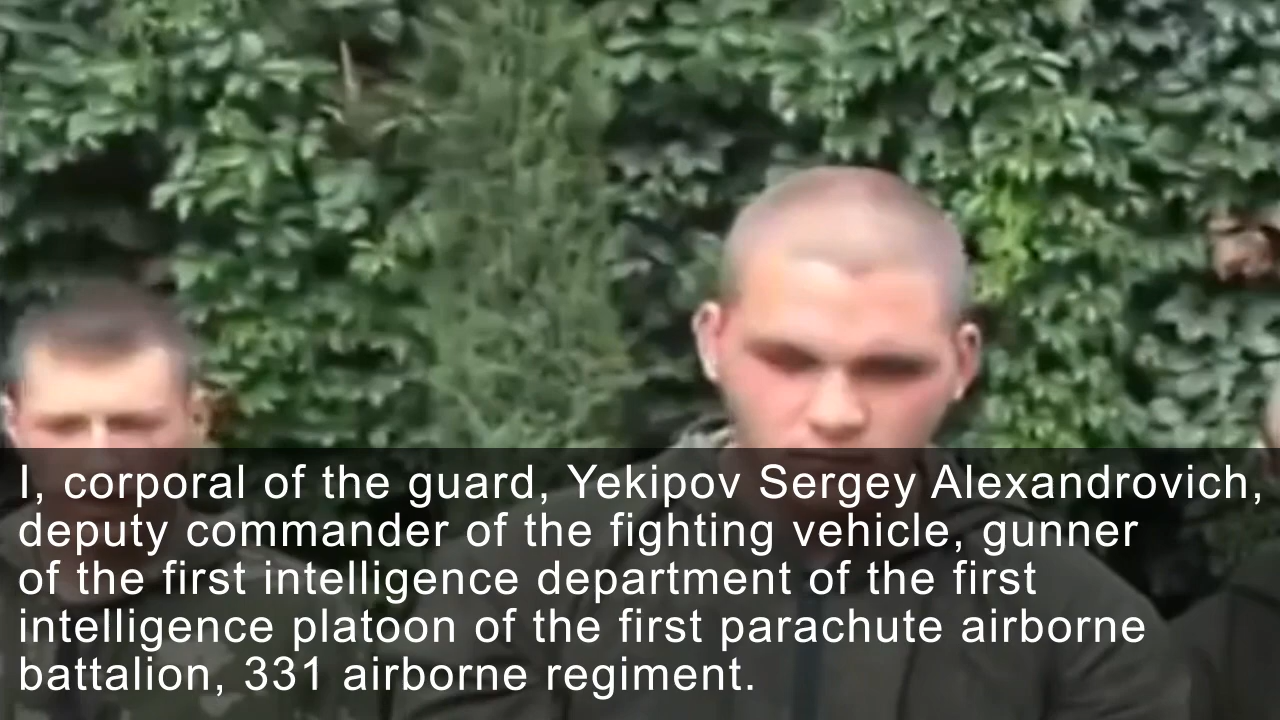 I, corporal of the guard, Yekipov Sergey Alexandrovich,
deputy commander of the fighting vehicle, gunner
of the first intelligence department of the first
intelligence platoon of the first parachute airborne
battalion, 331 airborne regiment.